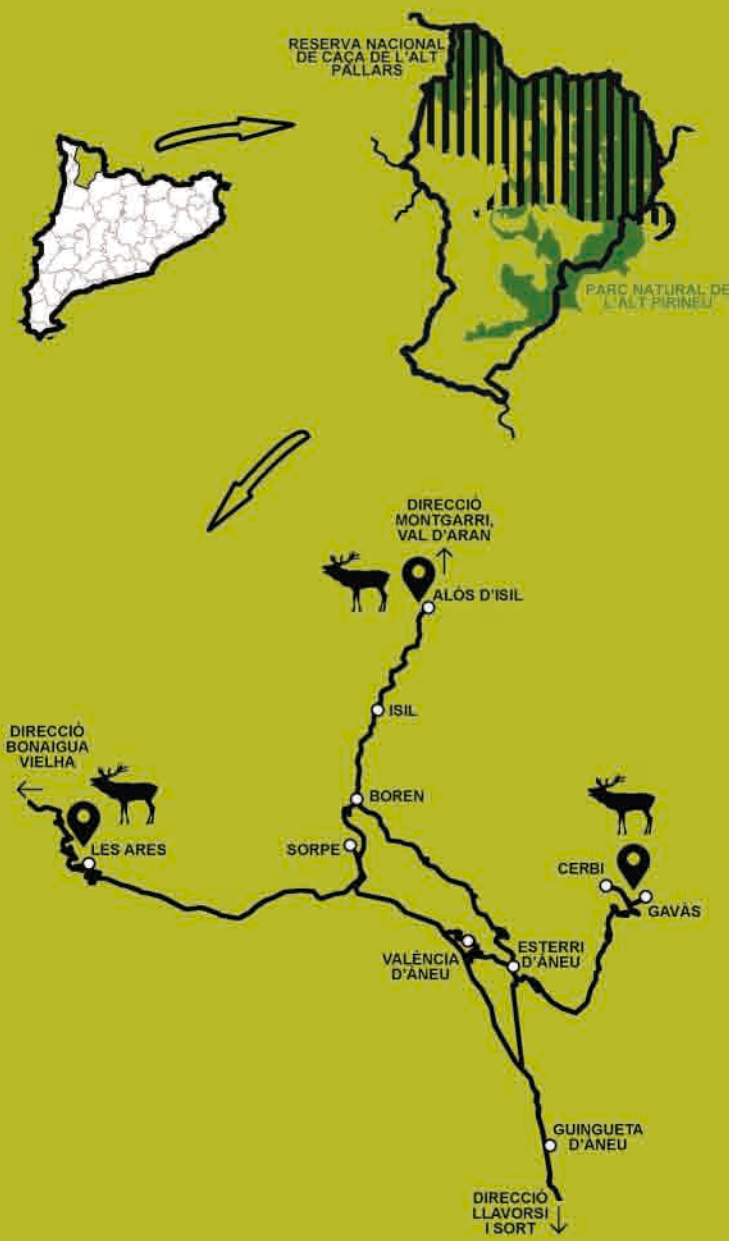 RESERVA NACIONAL
DE CAÇA DE L'ALT
PALLARS
PARC NATURAL DE
L'ALT PIRINEU
DIRECCIÓ
MONTGARRI,
VAL D'ARAN
ALÓS D'ISIL
ISIL
DIRECCIÓ
BONAIGUA
VIELHA
BOREN
LES ARES
SORPE
CERBI
GAVÀS
VALÈNCIA
D'ÀNEU
ESTERRI
D'ÀNEU
GUINGUETA
D'ÀNEU
DIRECCIÓ
LLAVORSI
I SORT